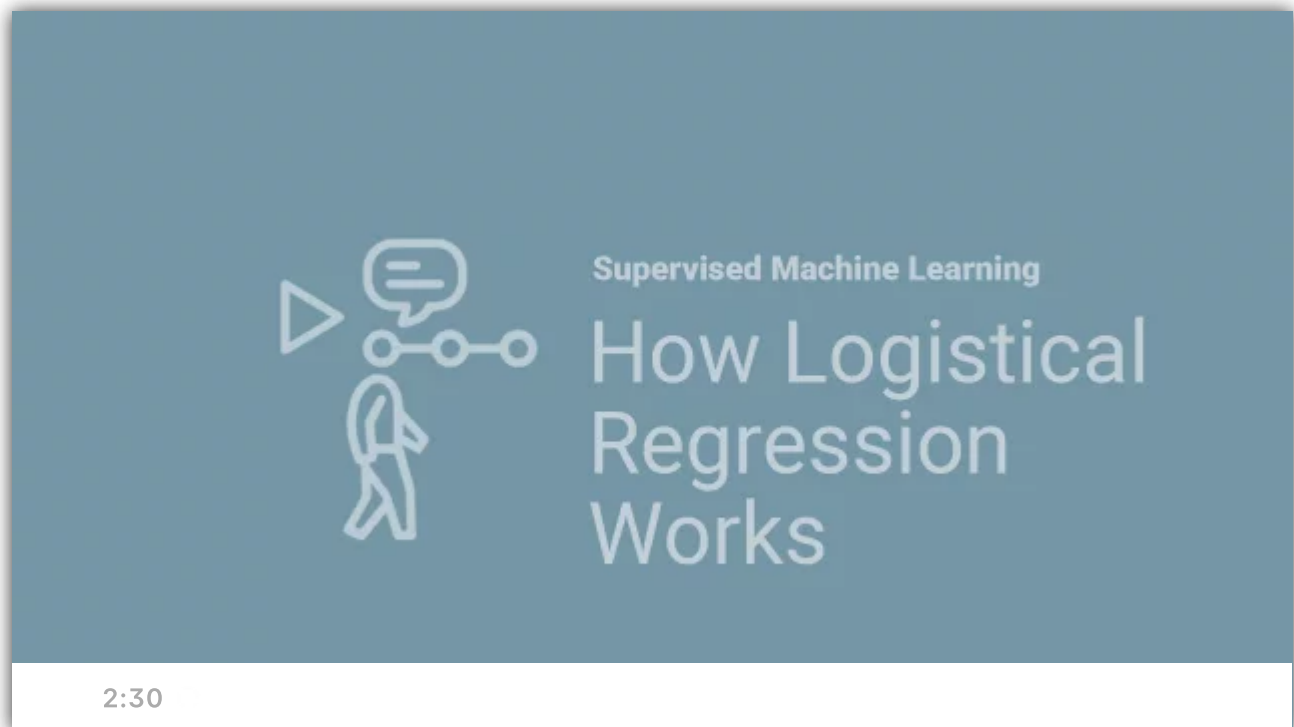 Supervised Machine Learning
How Logistical
Regression
Works
2:30